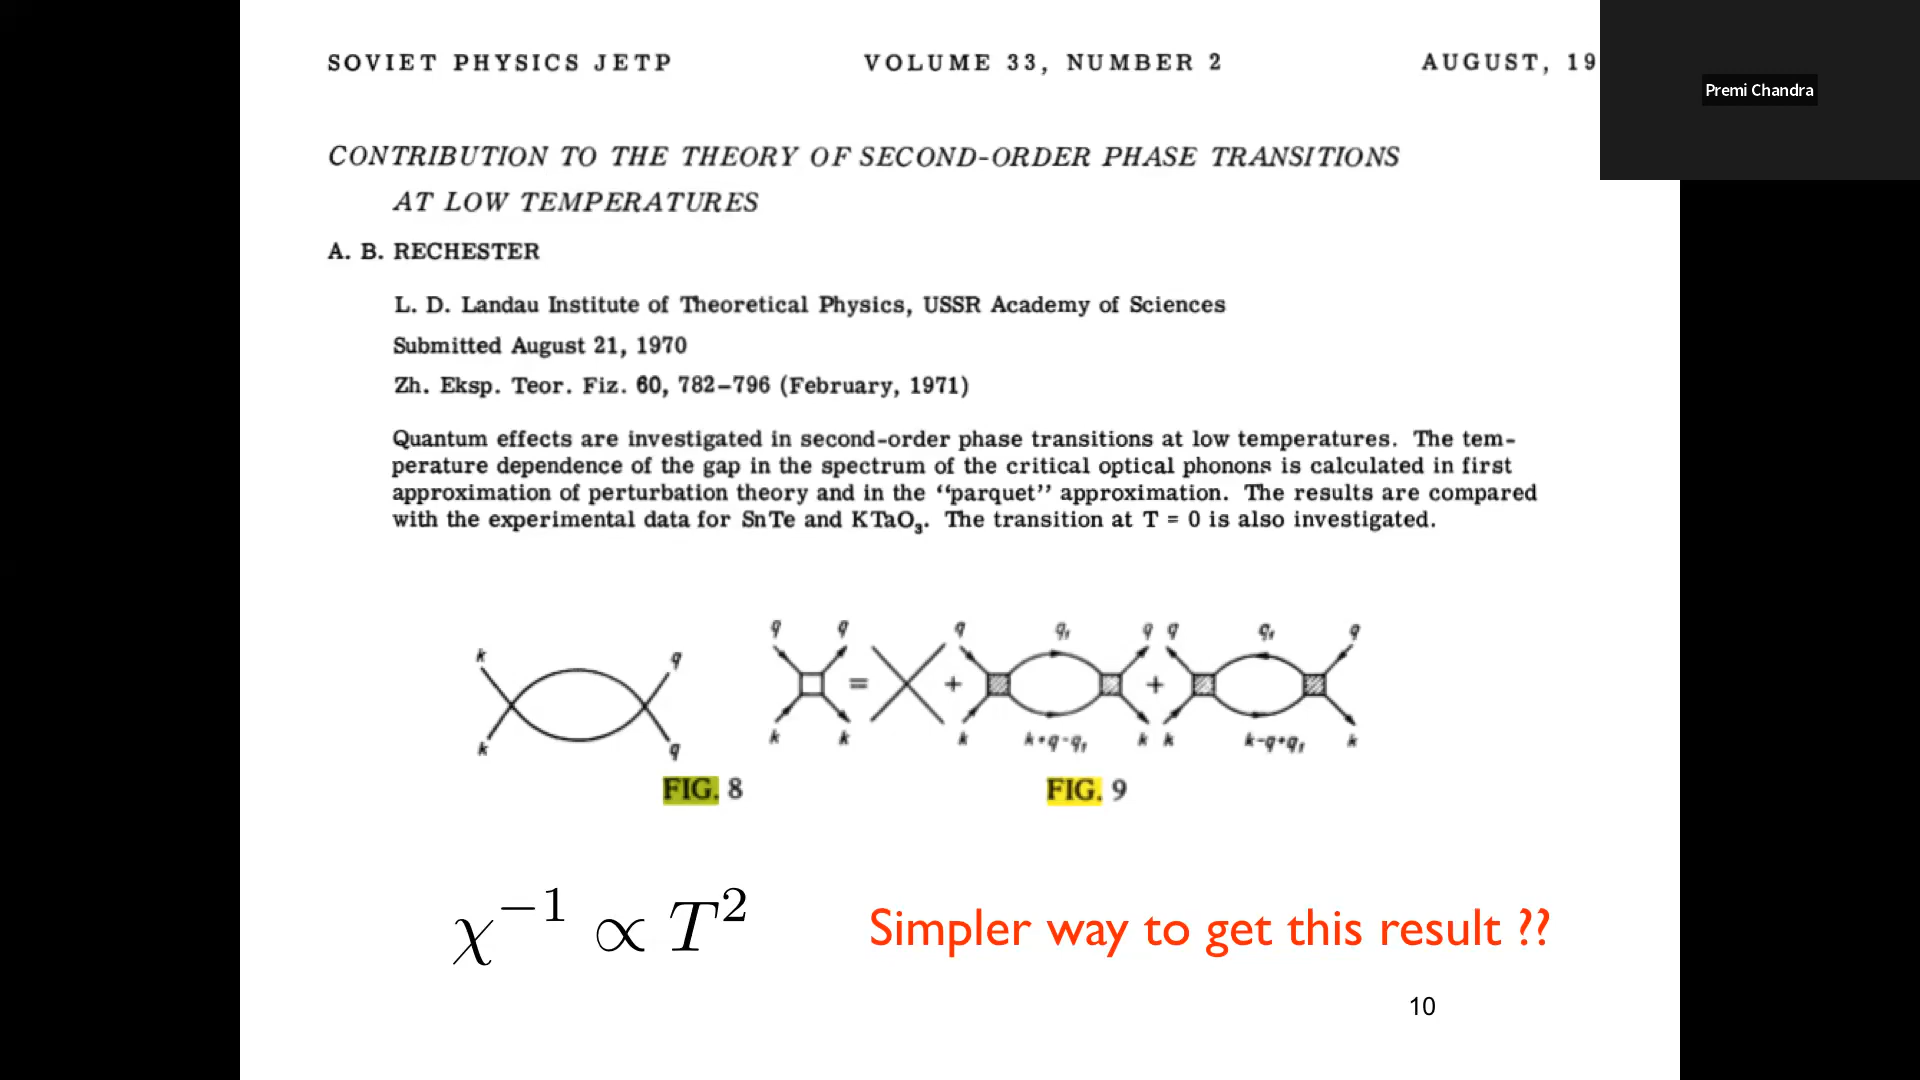 SOVIET PHYSICS JETP VOLUME 33, NUMBER 2 AUGUST, 19
Premi Chandra
CONTRIBUTION TO THE THEORY OF SECOND-ORDER PHASE TRANSITIONS
AT LOW TEMPERATURES
A. B. RECHESTER
L. D. Landau Institute of Theoretical Physics, USSR Academy of Sciences
Submitted August 21, 1970
Zh. Eksp. Teor. Fiz. 60, 782–796 (February, 1971)
Quantum effects are investigated in second-order phase transitions at low temperatures. The tem-
perature dependence of the gap in the spectrum of the critical optical phonons is calculated in first
approximation of perturbation theory and in the “parquet” approximation. The results are compared
with the experimental data for SnTe and KTaO₃. The transition at T = 0 is also investigated.
q q q q₁ q q q₁ q
k q
= + +
k q
k k k k+q-q₁ k k k-q+q₁ k
FIG. 8 FIG. 9
χ⁻¹ ∝ T² Simpler way to get this result ??
10